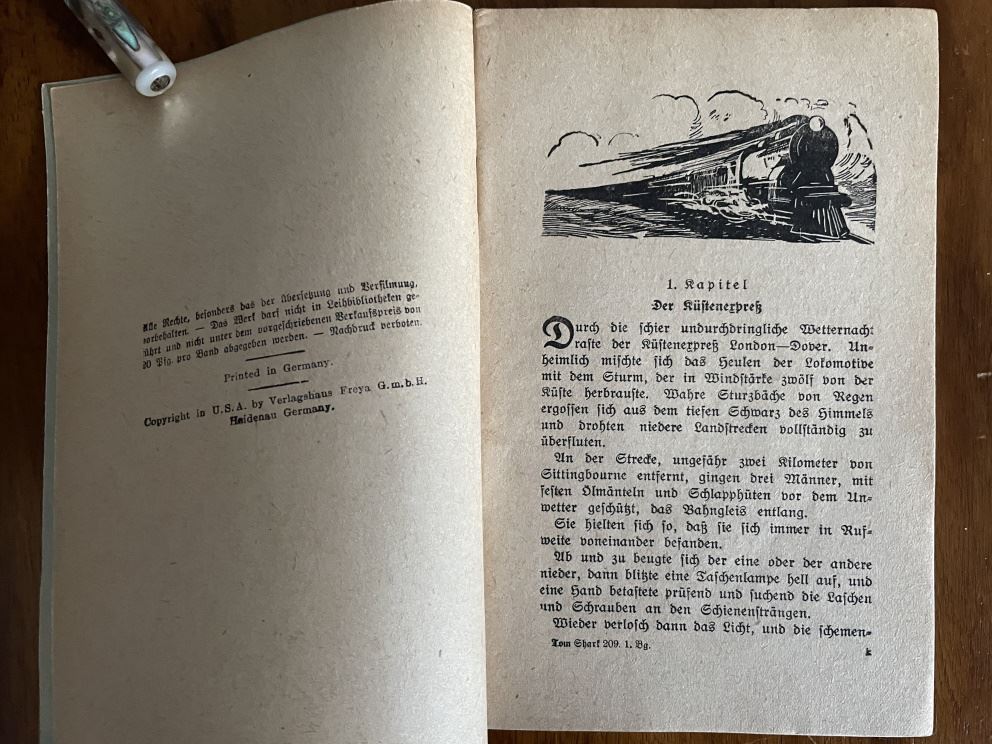 Alle Rechte, besonders das der Übersetzung und Verfilmung,
vorbehalten. — Das Werk darf nicht in Leihbibliotheken ge-
führt und nicht unter dem vorgeschriebenen Verkaufspreis von
20 Pfg. pro Band abgegeben werden. — Nachdruck verboten.
Printed in Germany.
Copyright in U.S.A. by Verlagshaus Freya G.m.b.H.
Heidenau Germany.
1. Kapitel
Der Küstenexpreß
Durch die schier undurchdringliche Wetternacht
raste der Küstenexpreß London—Dover. Un-
heimlich mischte sich das Heulen der Lokomotive
mit dem Sturm, der in Windstärke zwölf von der
Küste herbrauste. Wahre Sturzbäche von Regen
ergossen sich aus dem tiefen Schwarz des Himmels
und drohten niedere Landstrecken vollständig zu
überfluten.
An der Strecke, ungefähr zwei Kilometer von
Sittingbourne entfernt, gingen drei Männer, mit
festen Ölmänteln und Schlapphüten vor dem Un-
wetter geschützt, das Bahngleis entlang.
Sie hielten sich so, daß sie sich immer in Ruf-
weite voneinander befanden.
Ab und zu beugte sich der eine oder der andere
nieder, dann blitzte eine Taschenlampe hell auf, und
eine Hand betastete prüfend und suchend die Laschen
und Schrauben an den Schienensträngen.
Wieder verlosch dann das Licht, und die schemen-
Tom Shark 209. 1. Bg.